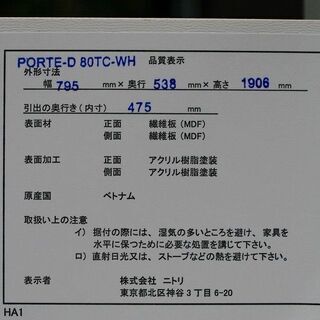 PORTE-D 80TC-WH 品質表示
外形寸法
幅 795 mm× 奥行 538 mm× 高さ 1906 mm
引出の奥行き(内寸) 475 mm
表面材 正面 繊維板 (MDF)
側面 繊維板 (MDF)
表面加工 正面 アクリル樹脂塗装
側面 アクリル樹脂塗装
原産国 ベトナム
取扱い上の注意
イ) 据付の際には、湿気の多いところを避け、家具を
水平に保つために必要な処置を講じて下さい。
ロ) 直射日光又は、ストーブなどの熱を避けて下さい。
表示者 株式会社 ニトリ
東京都北区神谷3丁目6-20
HA1